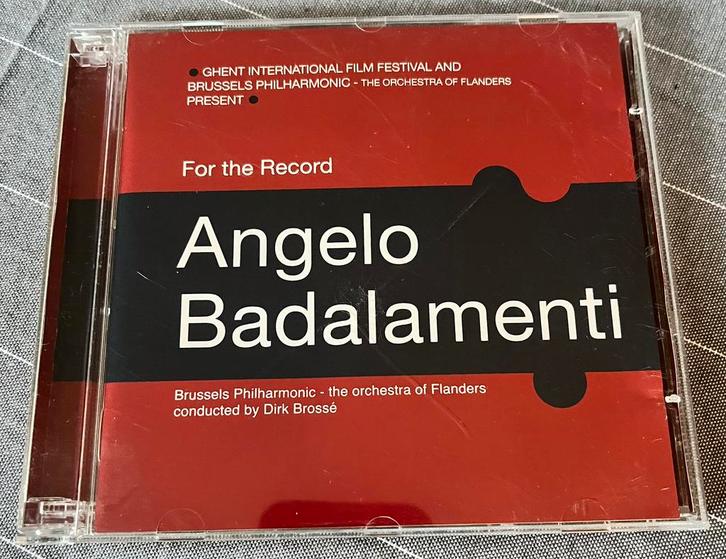 ● GHENT INTERNATIONAL FILM FESTIVAL AND
BRUSSELS PHILHARMONIC - THE ORCHESTRA OF FLANDERS
PRESENT ●
For the Record
Angelo
Badalamenti
Brussels Philharmonic - the orchestra of Flanders
conducted by Dirk Brossé